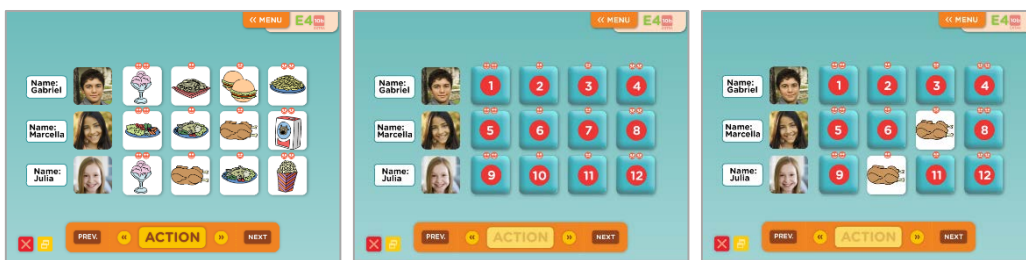 « MENU E4
Name:
Gabriel
Name:
Marcella
Name:
Julia
PREV. « ACTION » NEXT
« MENU E4
Name:
Gabriel
1 2 3 4
Name:
Marcella
5 6 7 8
Name:
Julia
9 10 11 12
PREV. « ACTION » NEXT
« MENU E4
Name:
Gabriel
1 2 3 4
Name:
Marcella
5 6 8
Name:
Julia
9 11 12
PREV. « ACTION » NEXT